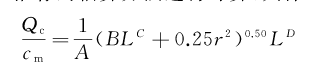 Q_c/c_m = 1/A (BL^C + 0.25r^2)^0.50 L^D